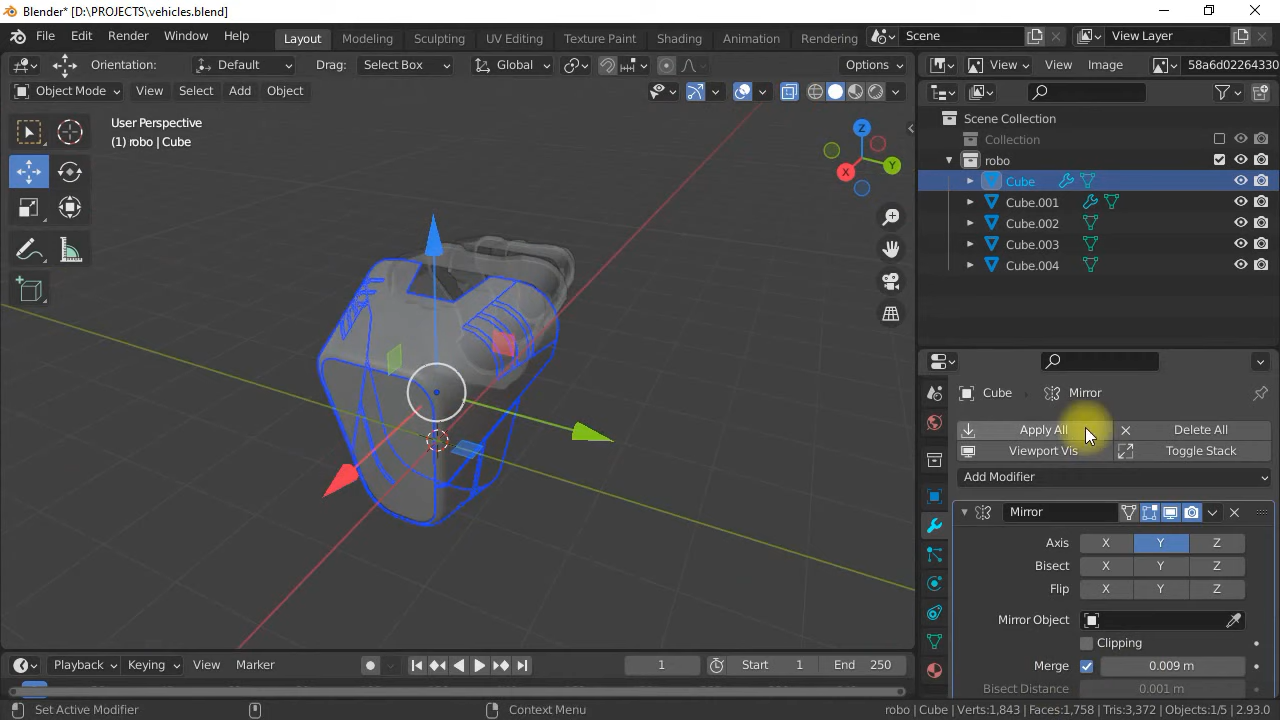 Blender* [D:\PROJECTS\vehicles.blend]
File Edit Render Window Help Layout Modeling Sculpting UV Editing Texture Paint Shading Animation Rendering Scene View Layer
Orientation: Default Drag: Select Box Global Options
View View Image 58a6d02264330
Object Mode View Select Add Object
User Perspective
(1) robo | Cube
Z
Y
X
Scene Collection
Collection
robo
Cube
Cube.001
Cube.002
Cube.003
Cube.004
Cube › Mirror
Apply All Delete All
Viewport Vis Toggle Stack
Add Modifier
Mirror
Axis X Y Z
Bisect X Y Z
Flip X Y Z
Mirror Object
Clipping
Merge 0.009 m
Bisect Distance 0.001 m
Playback Keying View Marker 1 Start 1 End 250
Set Active Modifier Context Menu robo | Cube | Verts:1,843 | Faces:1,758 | Tris:3,372 | Objects:1/5 | 2.93.0